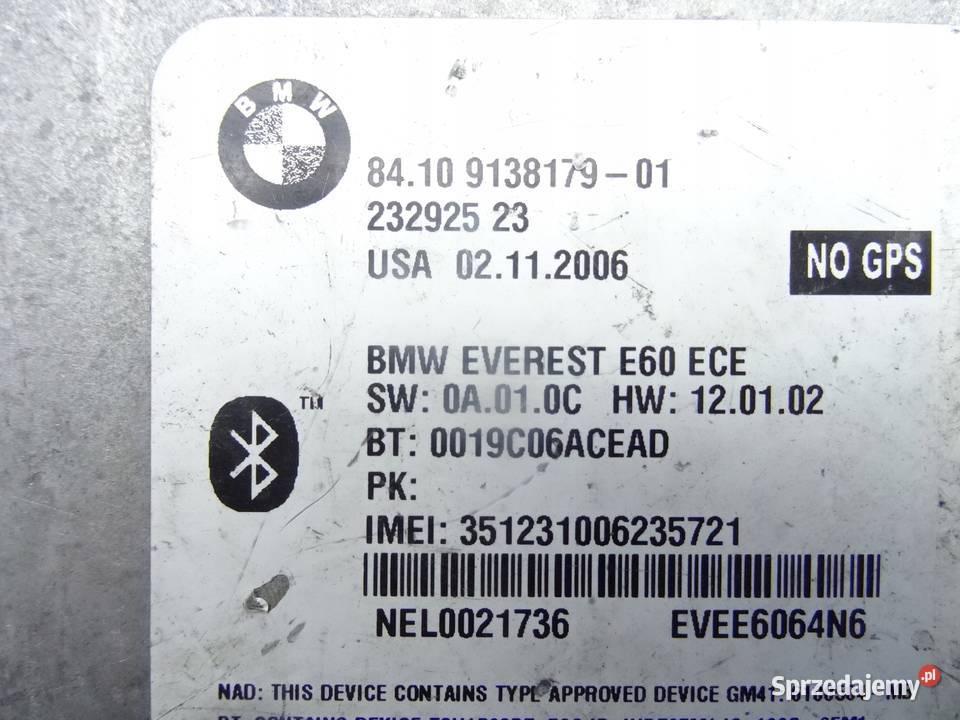 BMW
84.10 9138179-01
232925 23
USA 02.11.2006
NO GPS
BMW EVEREST E60 ECE
TM
SW: 0A.01.0C HW: 12.01.02
BT: 0019C06ACEAD
PK:
IMEI: 351231006235721
NEL0021736 EVEE6064N6
NAD: THIS DEVICE CONTAINS TYPE APPROVED DEVICE
Sprzedajemy.pl